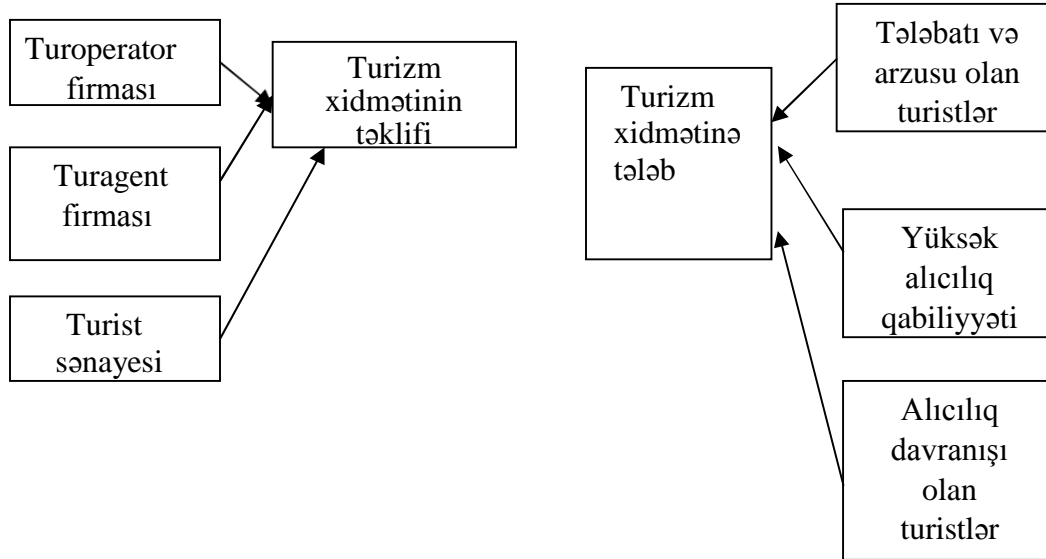 Turoperator
firması
Turizm
xidmətinin
təklifi
Turagent
firması
Turist
sənayesi
Turizm
xidmətinə
tələb
Tələbatı və
arzusu olan
turistlər
Yüksək
alıcılıq
qabiliyyəti
Alıcılıq
davranışı
olan
turistlər